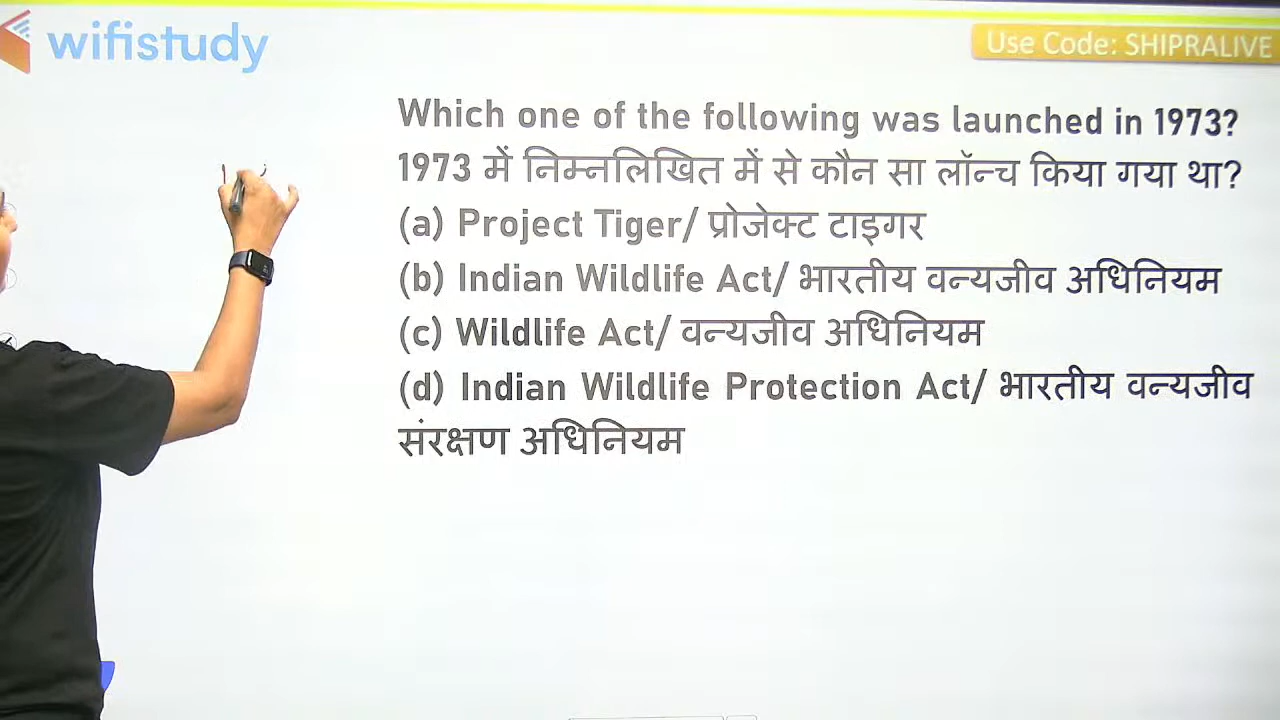 wifistudy
Use Code: SHIPRALIVE
Which one of the following was launched in 1973?
1973 में निम्नलिखित में से कौन सा लॉन्च किया गया था?
(a) Project Tiger/ प्रोजेक्ट टाइगर
(b) Indian Wildlife Act/ भारतीय वन्यजीव अधिनियम
(c) Wildlife Act/ वन्यजीव अधिनियम
(d) Indian Wildlife Protection Act/ भारतीय वन्यजीव
संरक्षण अधिनियम